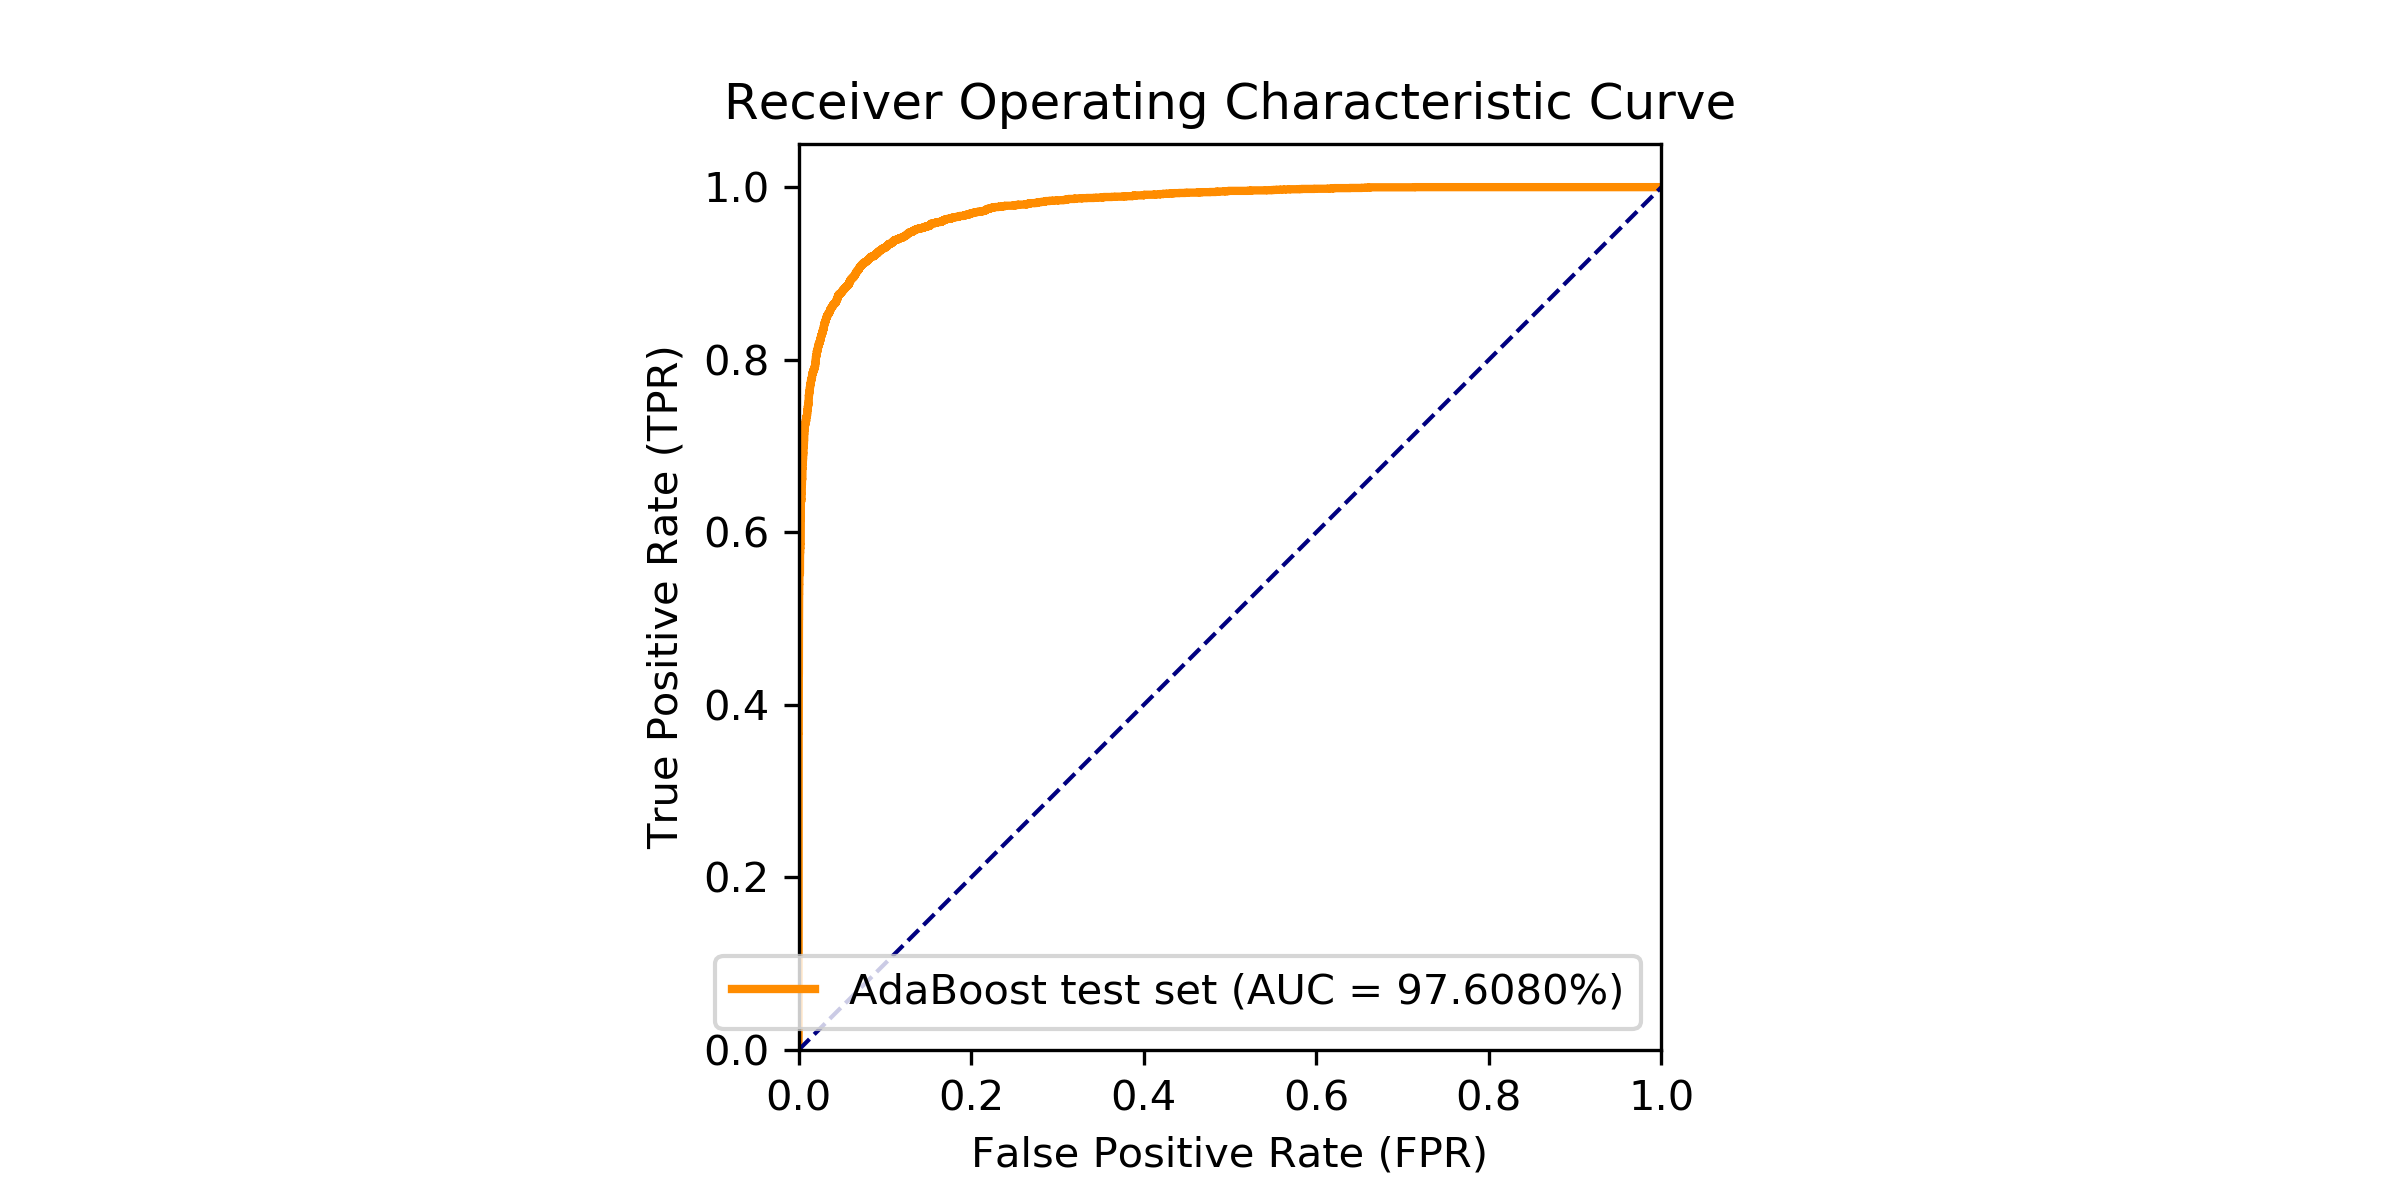 Receiver Operating Characteristic Curve
True Positive Rate (TPR)
1.0
0.8
0.6
0.4
0.2
0.0
AdaBoost test set (AUC = 97.6080%)
0.0 0.2 0.4 0.6 0.8 1.0
False Positive Rate (FPR)